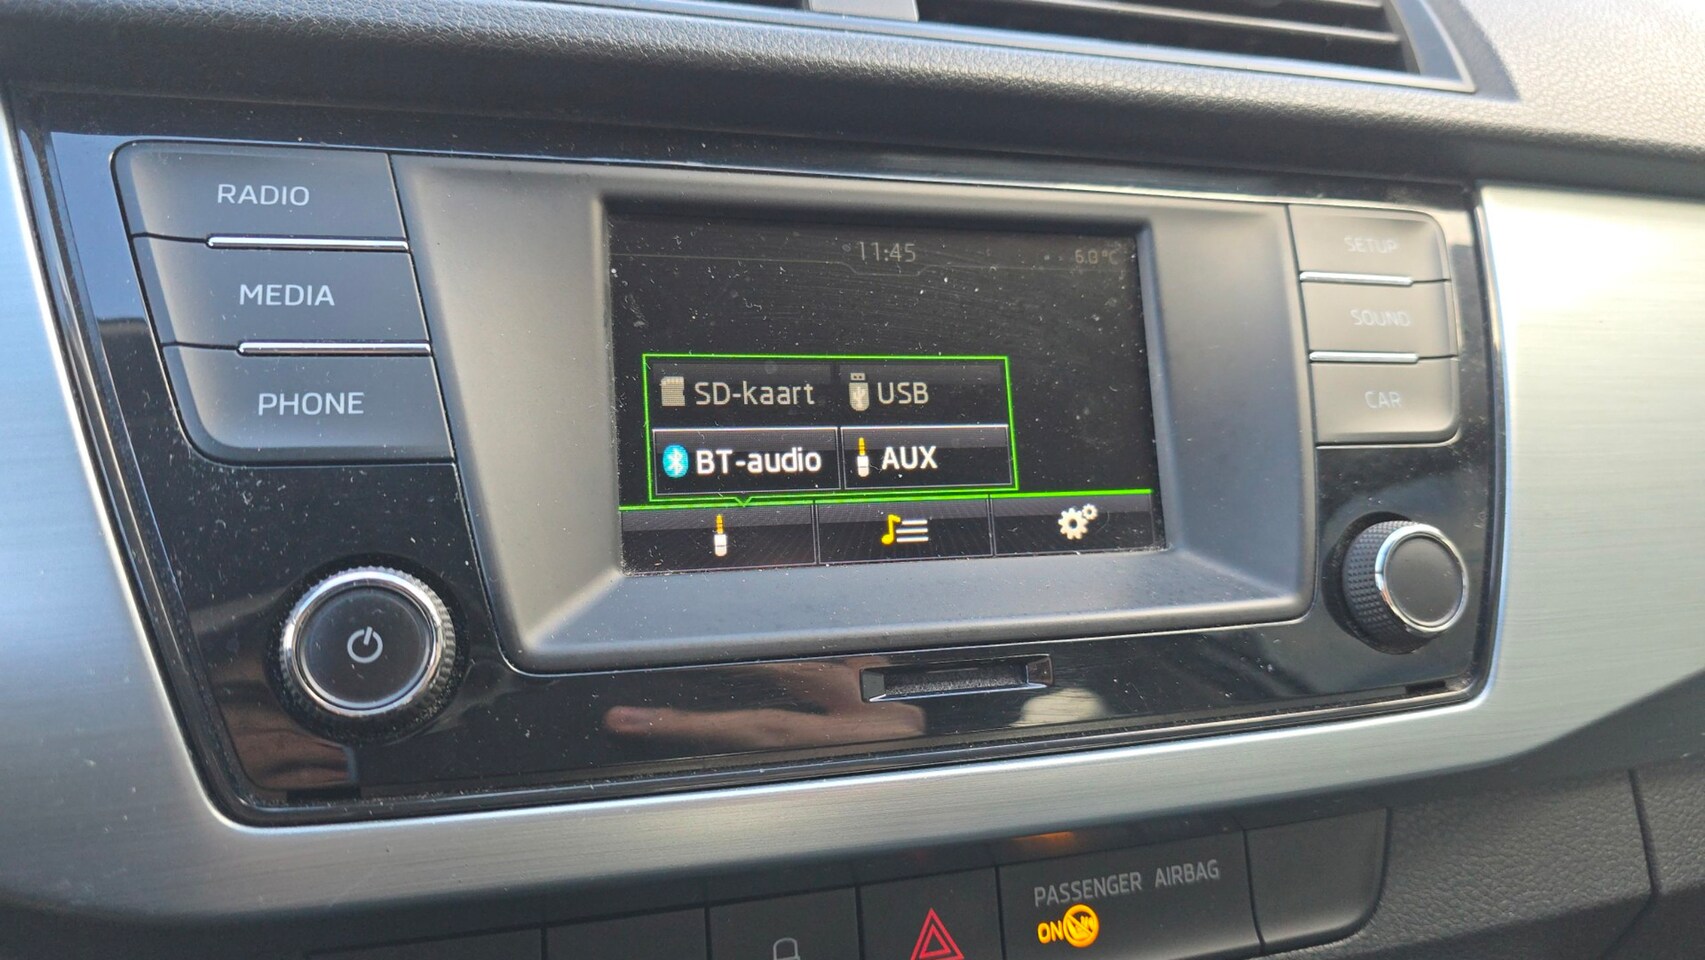 RADIO
MEDIA
PHONE
11:45
6.0 °C
SD-kaart
USB
BT-audio
AUX
SETUP
SOUND
CAR
PASSENGER AIRBAG
ON